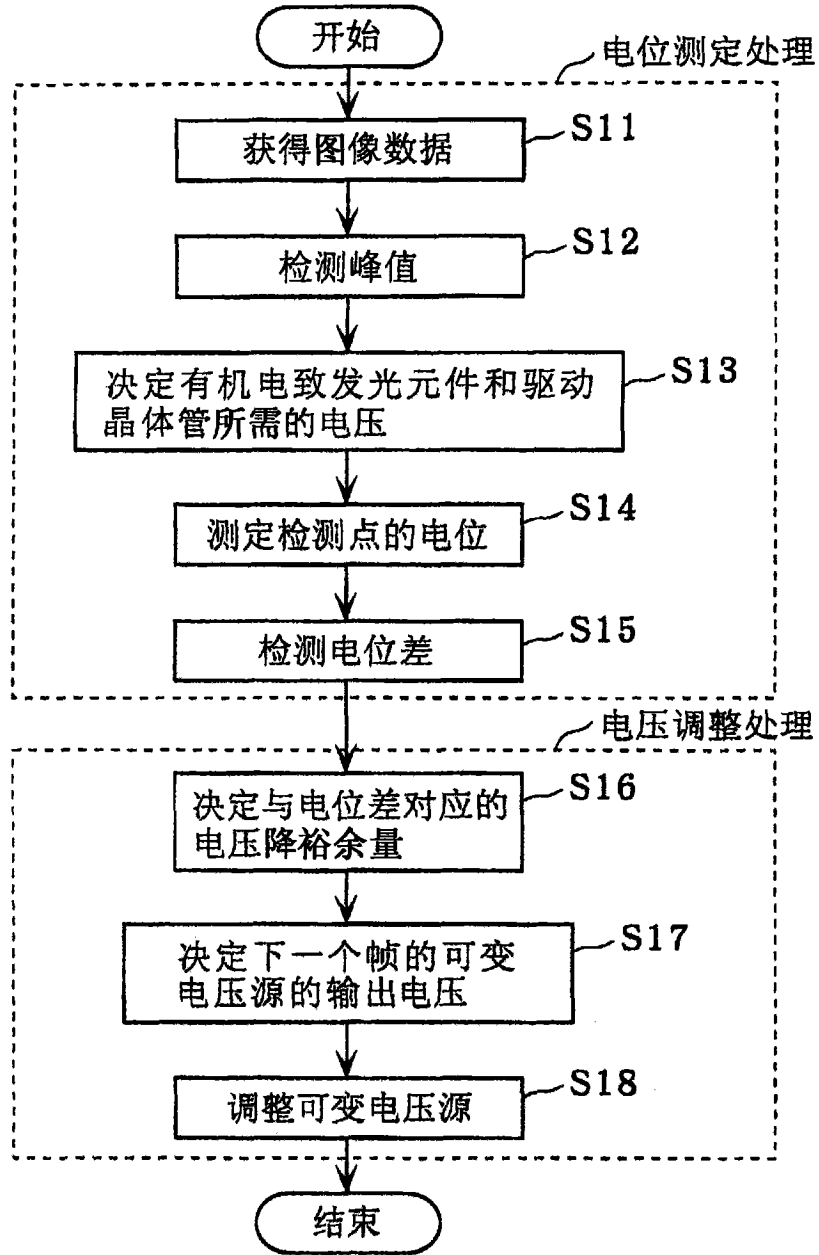 开始
电位测定处理
S11
获得图像数据
S12
检测峰值
S13
决定有机电致发光元件和驱动
晶体管所需的电压
S14
测定检测点的电位
S15
检测电位差
电压调整处理
S16
决定与电位差对应的
电压降裕余量
S17
决定下一个帧的可变
电压源的输出电压
S18
调整可变电压源
结束